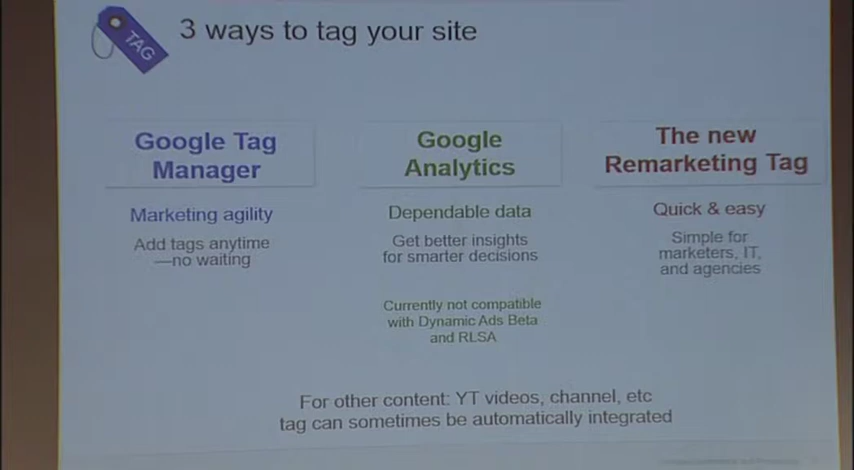 TAG
3 ways to tag your site
Google Tag
Manager
Marketing agility
Add tags anytime
—no waiting
Google
Analytics
Dependable data
Get better insights
for smarter decisions
Currently not compatible
with Dynamic Ads Beta
and RLSA
The new
Remarketing Tag
Quick & easy
Simple for
marketers, IT,
and agencies
For other content: YT videos, channel, etc
tag can sometimes be automatically integrated